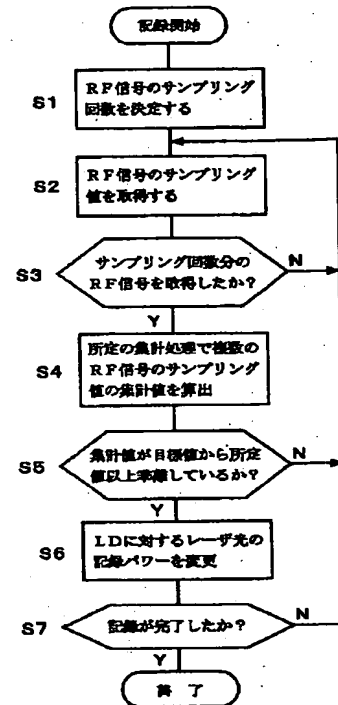 記録開始
S1
RF信号のサンプリング
回数を決定する
S2
RF信号のサンプリング
値を取得する
S3
サンプリング回数分の
RF信号を取得したか?
N
Y
S4
所定の集計処理で複数の
RF信号のサンプリング
値の集計値を算出
S5
集計値が目標値から所定
値以上乖離しているか?
N
Y
S6
LDに対するレーザ光の
記録パワーを変更
S7
記録が完了したか?
N
Y
終了